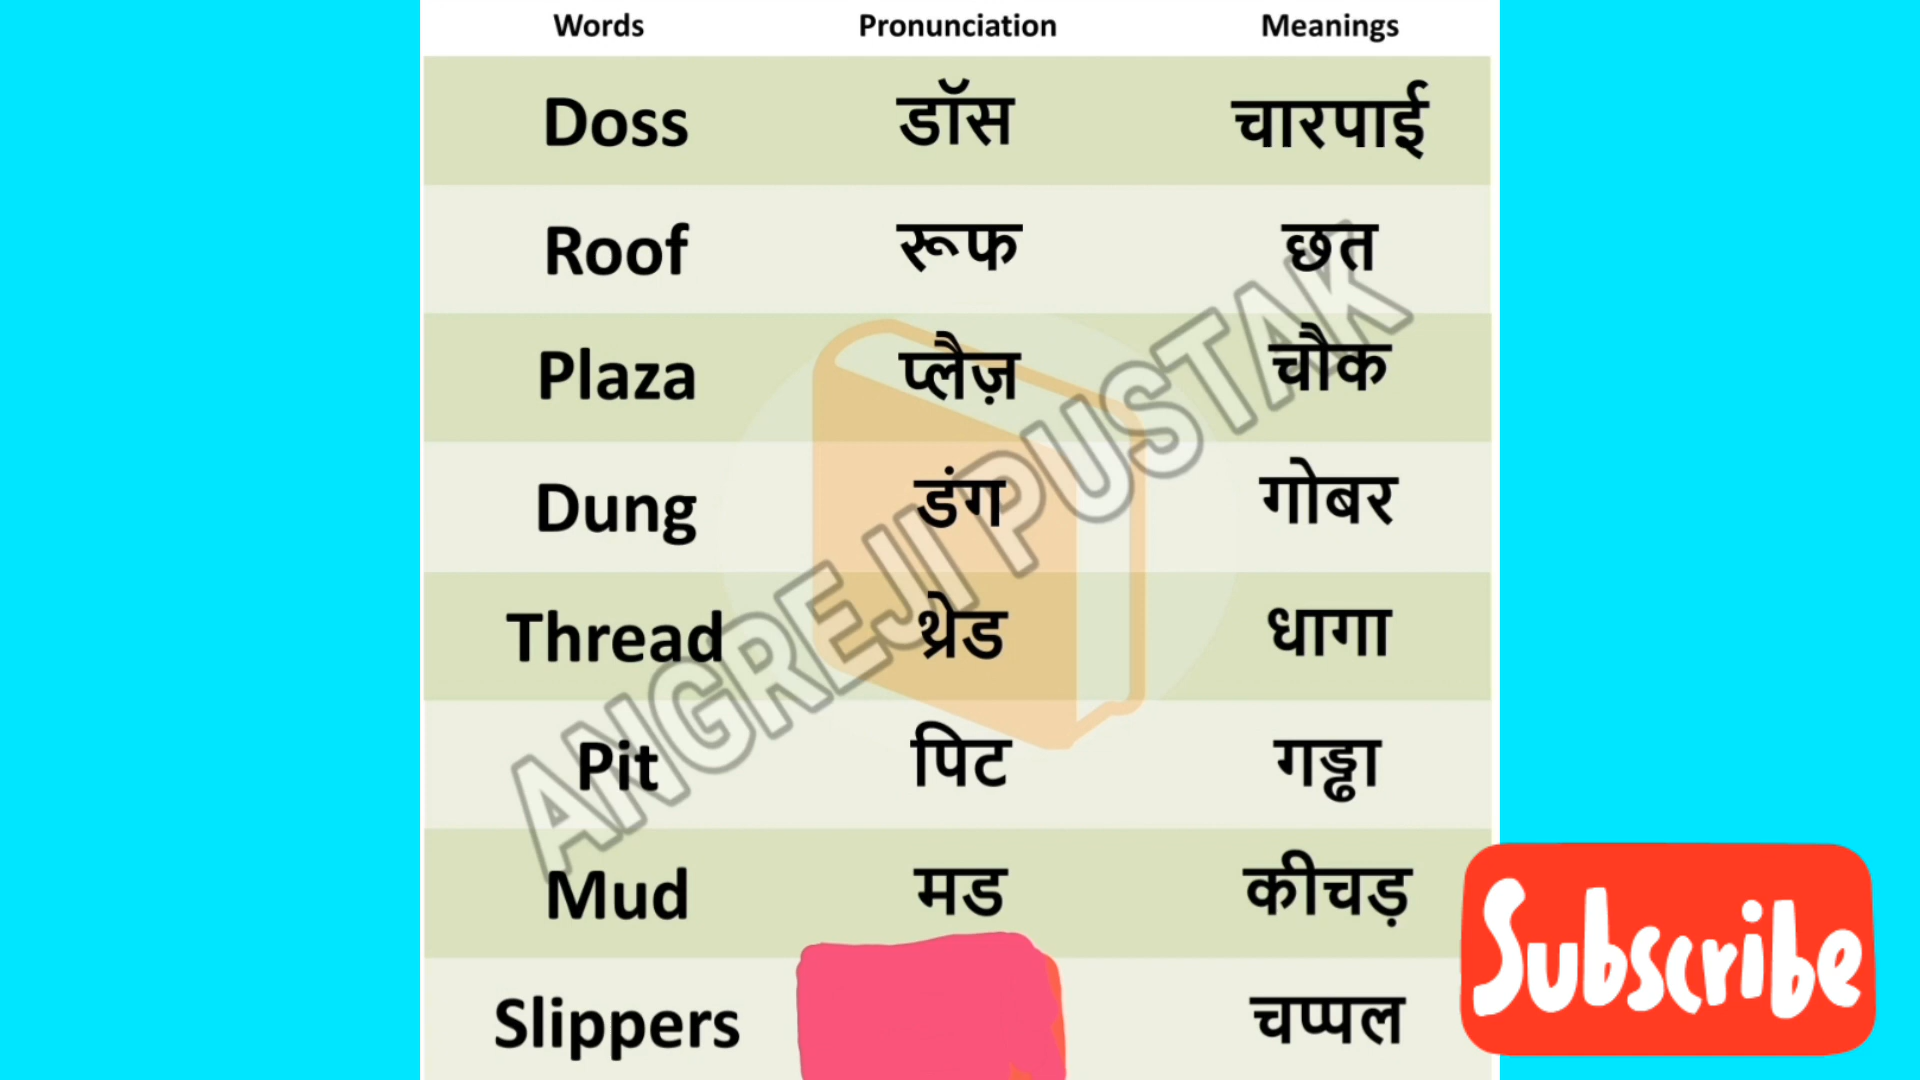 Words Pronunciation Meanings
Doss डॉस चारपाई
Roof रूफ छत
Plaza प्लैज़ चौक
Dung डंग गोबर
Thread थ्रेड धागा
Pit पिट गड्ढा
Mud मड कीचड़
Slippers चप्पल
ANGREJI PUSTAK
Subscribe